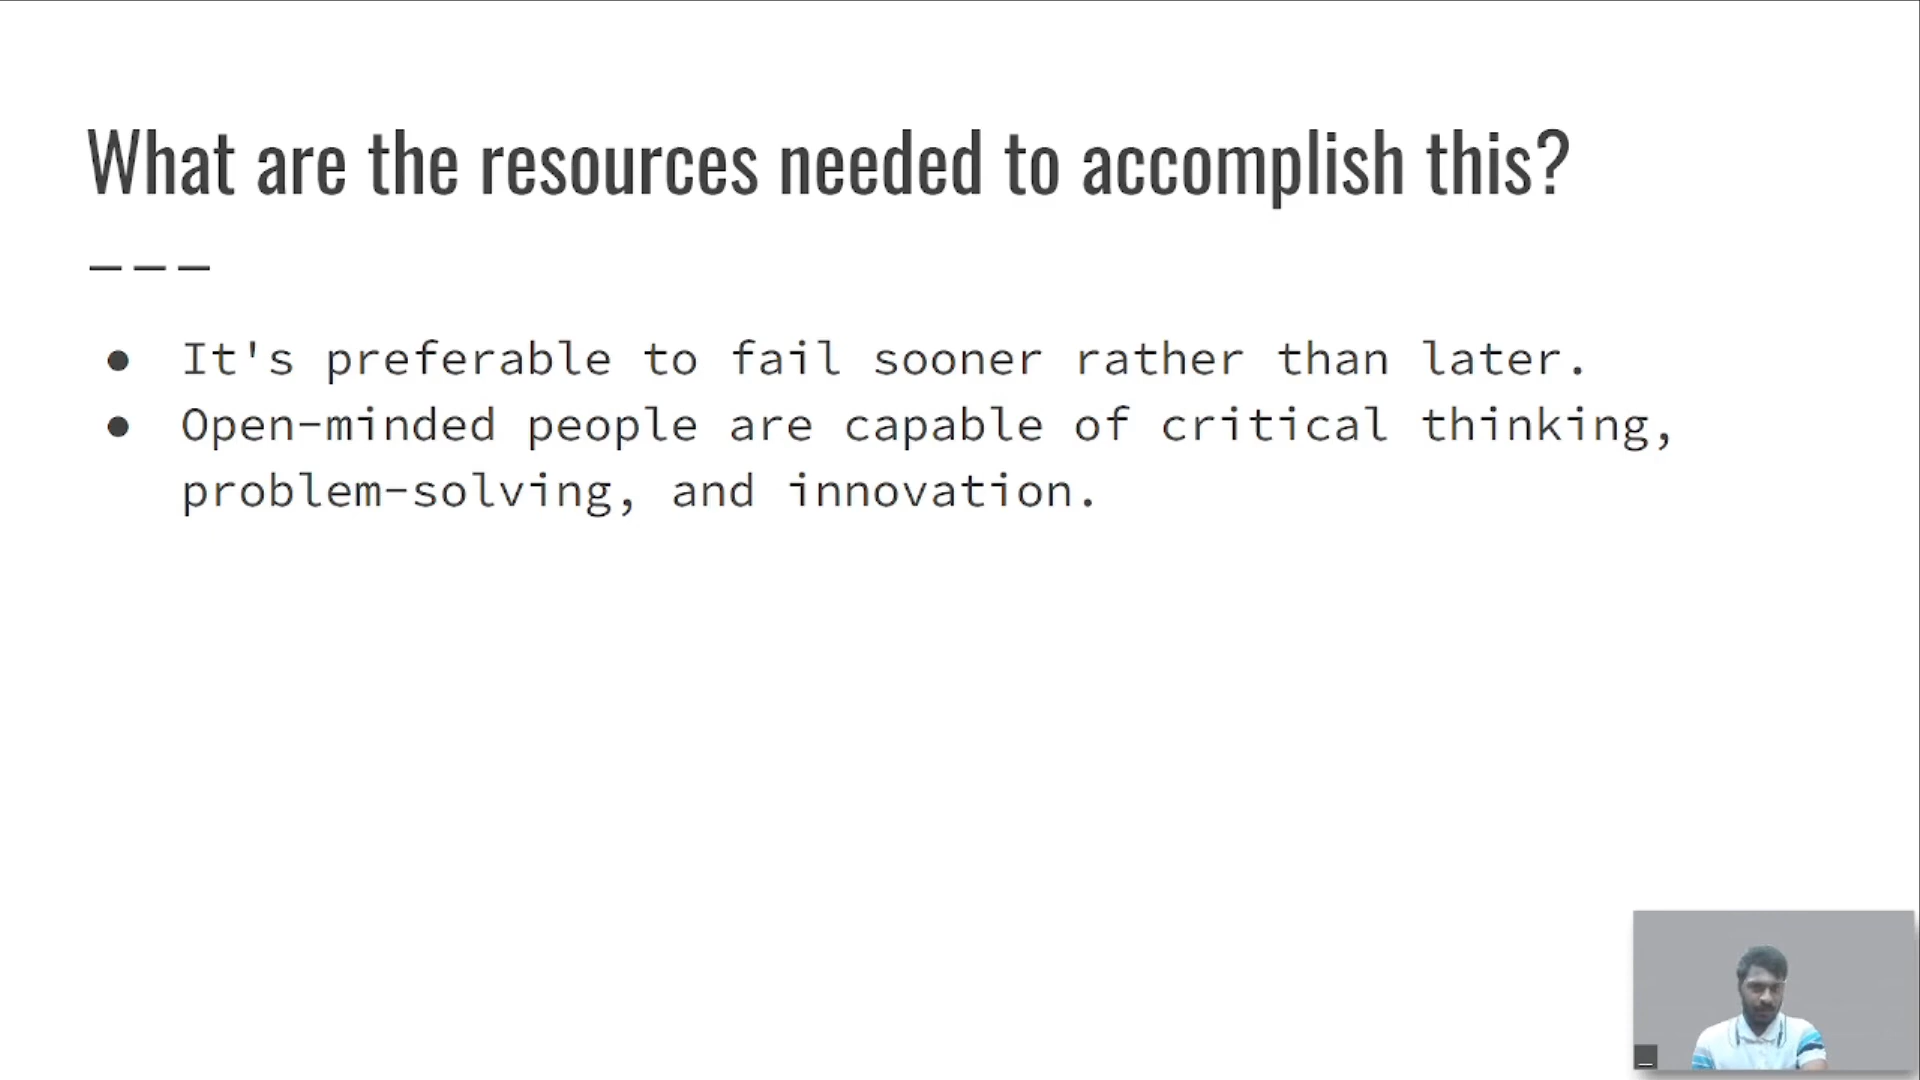 What are the resources needed to accomplish this?
● It's preferable to fail sooner rather than later.
● Open-minded people are capable of critical thinking,
problem-solving, and innovation.